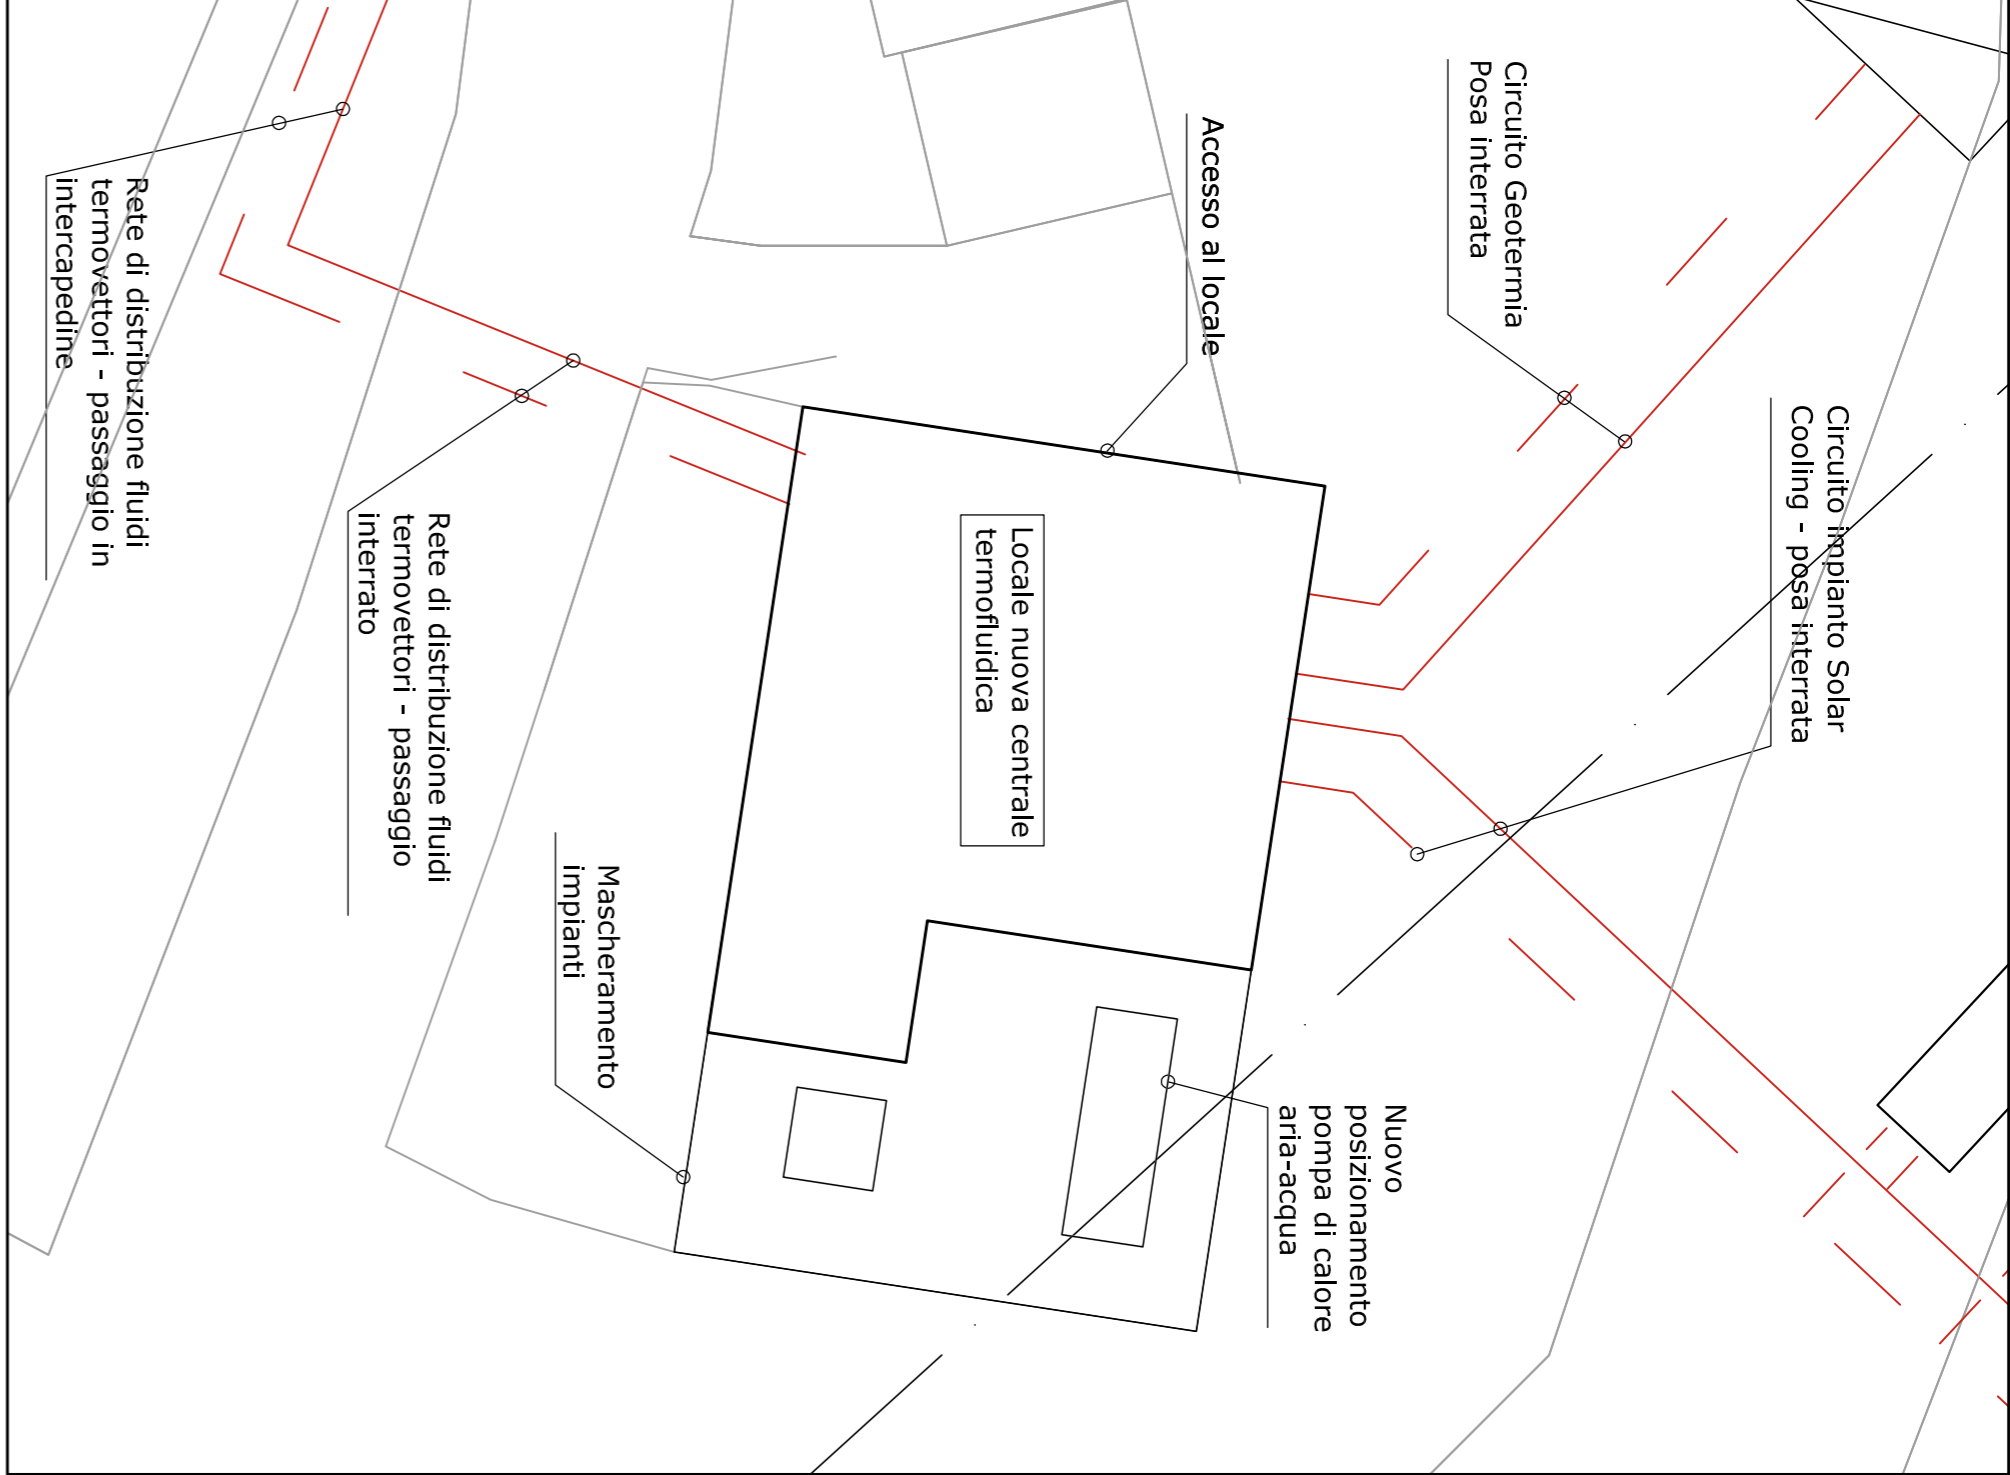 Circuito impianto Solar
Cooling - posa interrata
Circuito Geotermia
Posa interrata
Nuovo
posizionamento
pompa di calore
aria-acqua
Accesso al locale
Locale nuova centrale
termofluidica
Mascheramento
impianti
Rete di distribuzione fluidi
termovettori - passaggio
interrato
Rete di distribuzione fluidi
termovettori - passaggio in
intercapedine